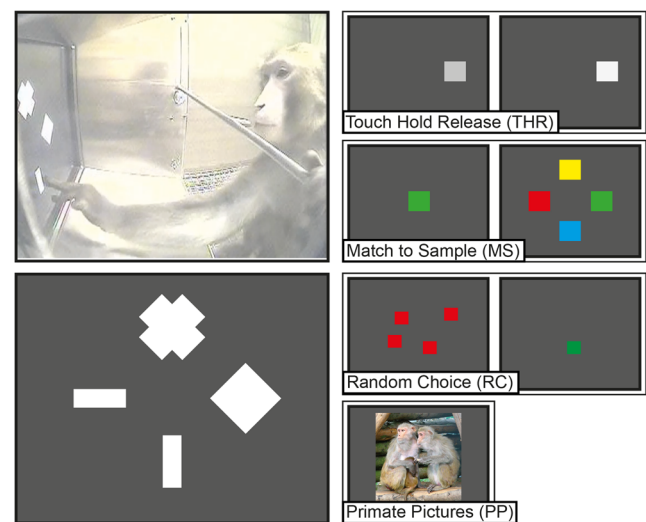 Touch Hold Release (THR)
Match to Sample (MS)
Random Choice (RC)
Primate Pictures (PP)